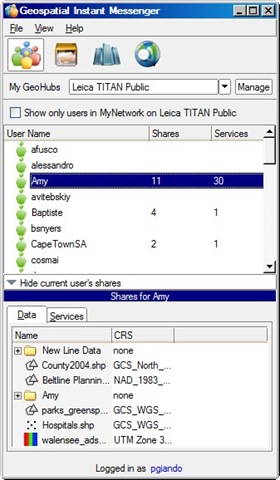 Geospatial Instant Messenger
File View Help
My GeoHubs Leica TITAN Public Manage
Show only users in MyNetwork on Leica TITAN Public
User Name Shares Services
afusco
alessandro
Amy 11 30
avitebskiy
Baptiste 4 1
bsnyers
CapeTownSA 2 1
cosmai
Hide current user's shares
Shares for Amy
Data Services
Name CRS
New Line Data none
County2004.shp GCS_North_...
Beltline Plannin... NAD_1983_...
Amy none
parks_greensp... GCS_WGS_...
Hospitals.shp GCS_WGS_...
walensee_ads... UTM Zone 3...
Logged in as pgiando